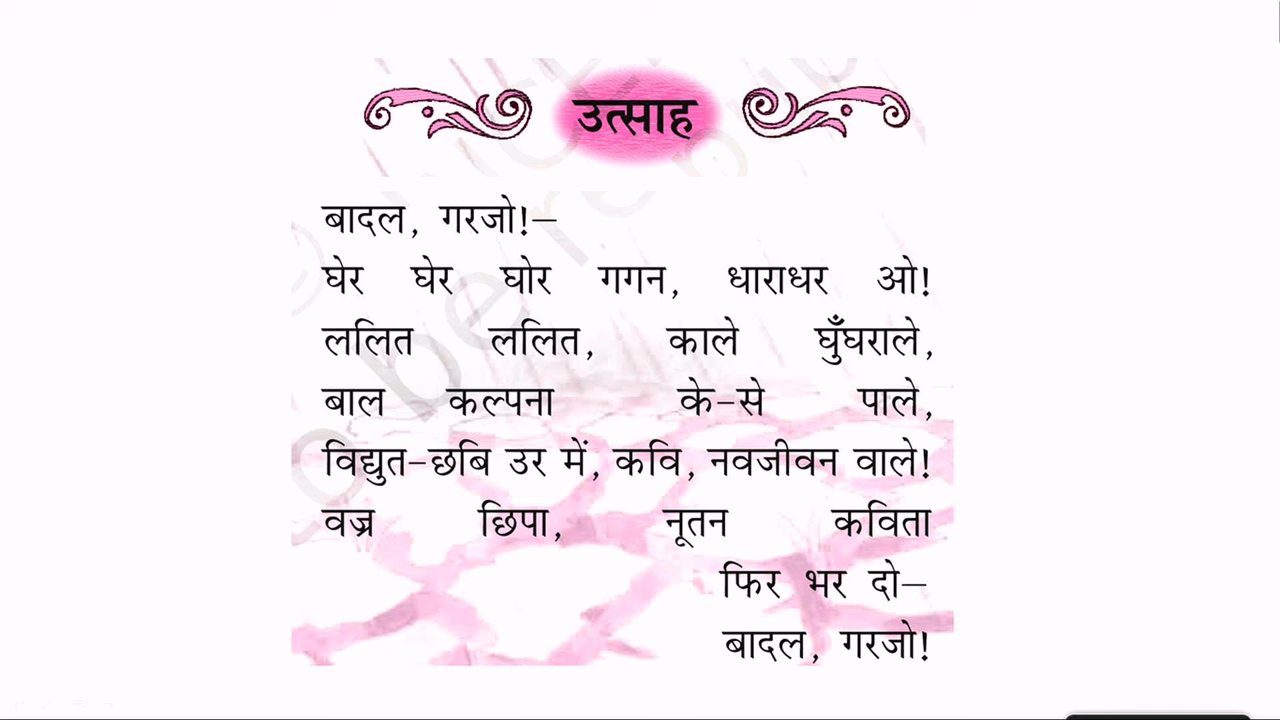 उत्साह
बादल, गरजो!–
घेर घेर घोर गगन, धाराधर ओ!
ललित ललित, काले घुँघराले,
बाल कल्पना के-से पाले,
विद्युत-छबि उर में, कवि, नवजीवन वाले!
वज्र छिपा, नूतन कविता
फिर भर दो–
बादल, गरजो!